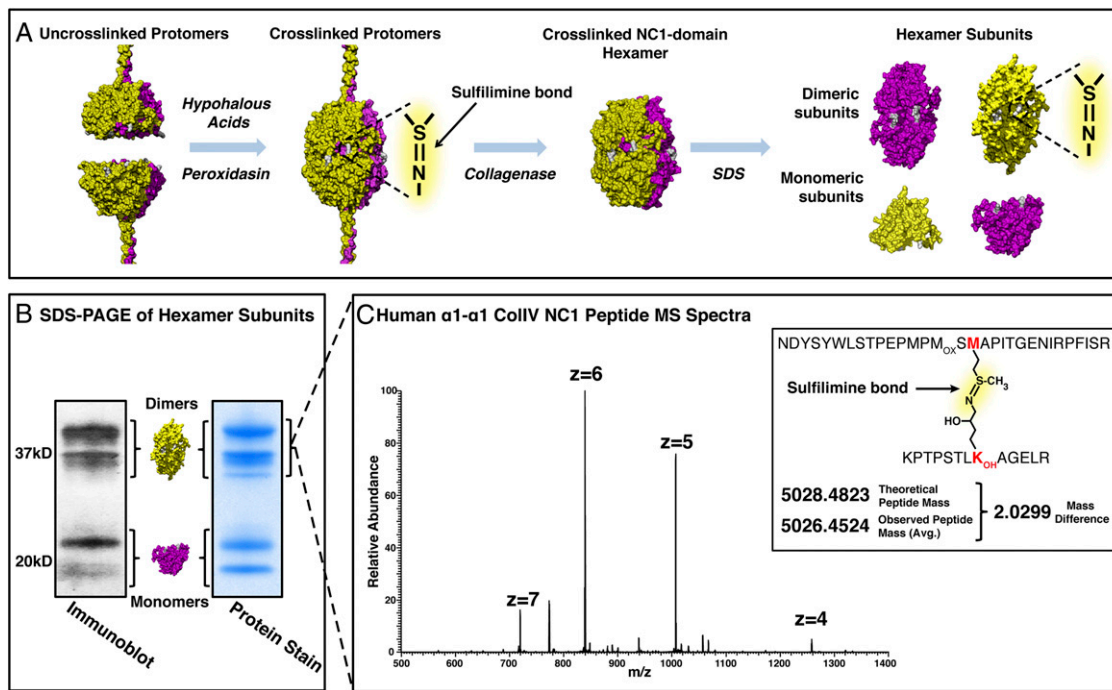 A
Uncrosslinked Protomers
Crosslinked Protomers
Crosslinked NC1-domain
Hexamer
Hexamer Subunits
Hypohalous
Acids
Peroxidasin
Sulfilimine bond
S
N
Collagenase
SDS
Dimeric
subunits
Monomeric
subunits
S
N
B SDS-PAGE of Hexamer Subunits
Dimers
37kD
20kD
Monomers
Immunoblot
Protein Stain
C Human α1-α1 ColIV NC1 Peptide MS Spectra
Relative Abundance
100
80
60
40
20
0
z=7
z=6
z=5
z=4
500 600 700 800 900 1000 1100 1200 1300 1400
m/z
NDYSYWLSTPEPMPMOXSMAPITGENIRPFISR
Sulfilimine bond
S-CH3
N
HO
KPTPSTLKOHAGELR
5028.4823 Theoretical Peptide Mass
5026.4524 Observed Peptide Mass (Avg.)
2.0299 Mass Difference